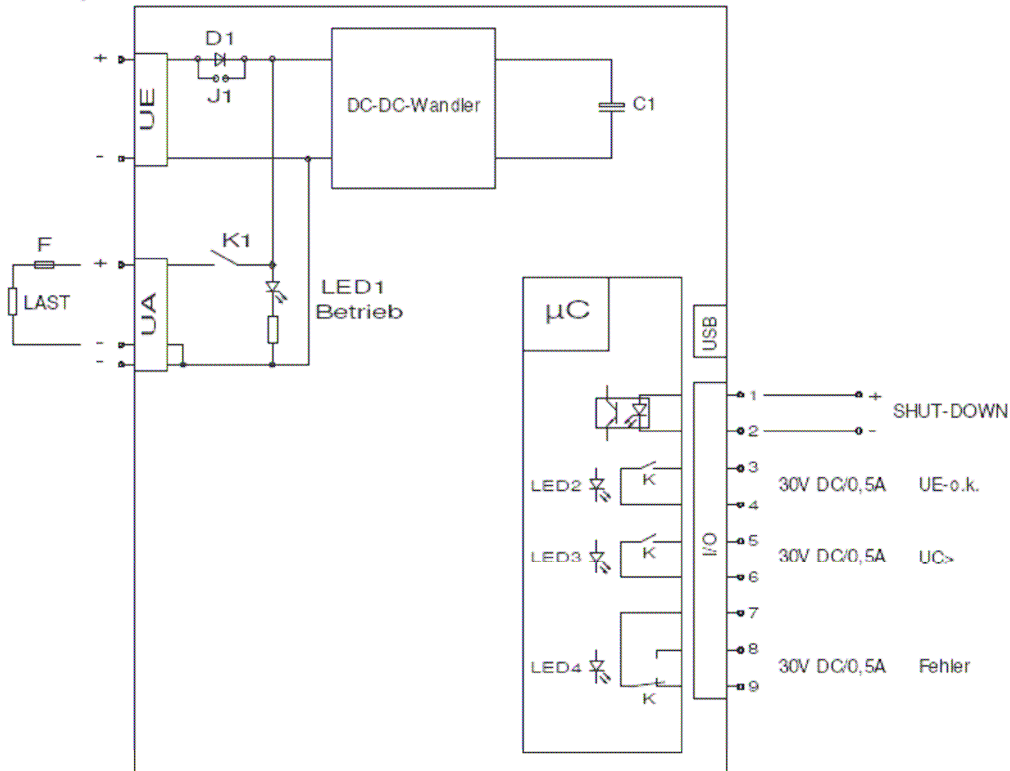 D1
J1
+
-
UE
DC-DC-Wandler
C1
F
LAST
+
-
-
UA
K1
LED1
Betrieb
µC
USB
I/O
1 + SHUT-DOWN
2 -
LED2 K 3 30V DC/0,5A UE-o.k.
4
LED3 K 5 30V DC/0,5A UC>
6
7
LED4 8 30V DC/0,5A Fehler
K 9